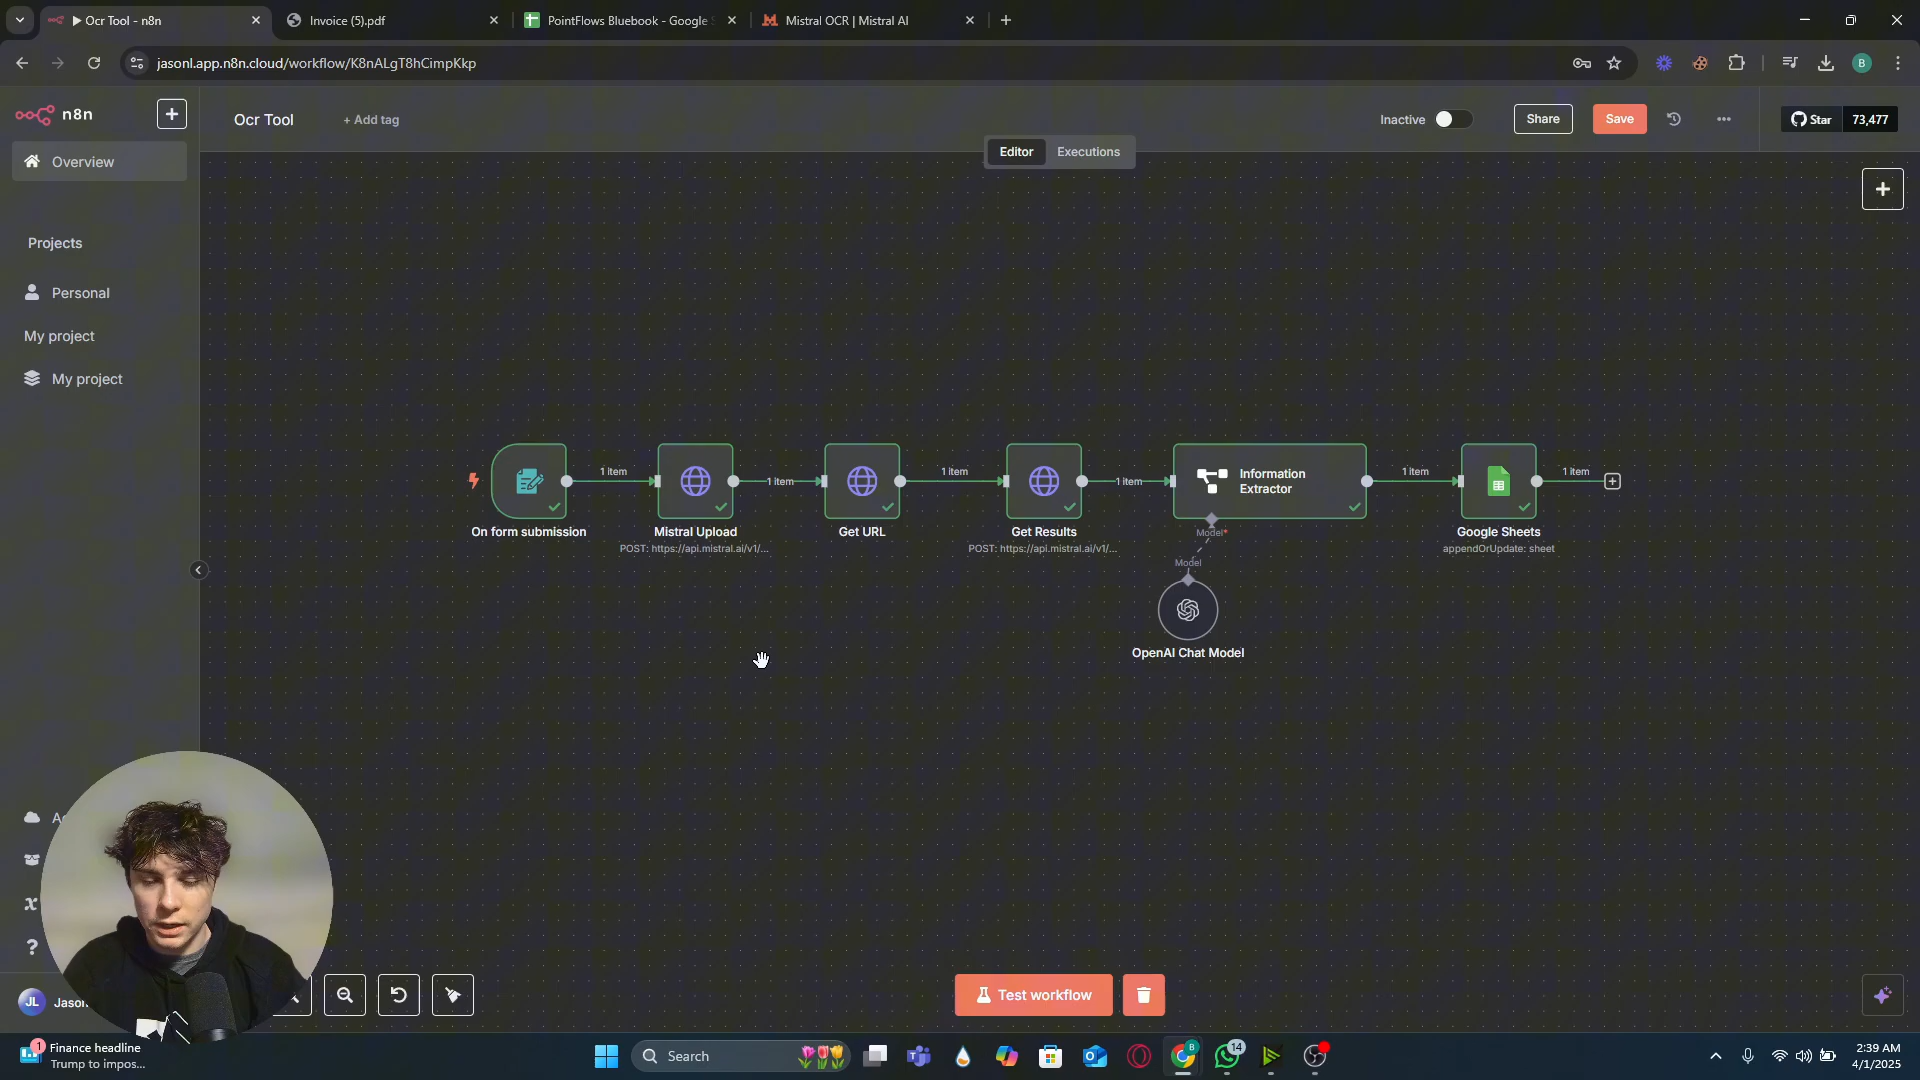 ▶ Ocr Tool - n8n
Invoice (5).pdf
PointFlows Bluebook - Google
Mistral OCR | Mistral AI
jasonl.app.n8n.cloud/workflow/K8nALgT8hCimpKkp
B
n8n
Ocr Tool
+ Add tag
Inactive
Share
Save
Star
73,477
Editor
Executions
Overview
Projects
Personal
My project
My project
1 item
1 item
1 item
1 item
1 item
1 item
Information
Extractor
On form submission
Mistral Upload
POST: https://api.mistral.ai/v1/...
Get URL
Get Results
POST: https://api.mistral.ai/v1/...
Model*
Google Sheets
appendOrUpdate: sheet
Model
OpenAI Chat Model
JL
Test workflow
1
Finance headline
Trump to impos...
Search
B
14
2:39 AM
4/1/2025